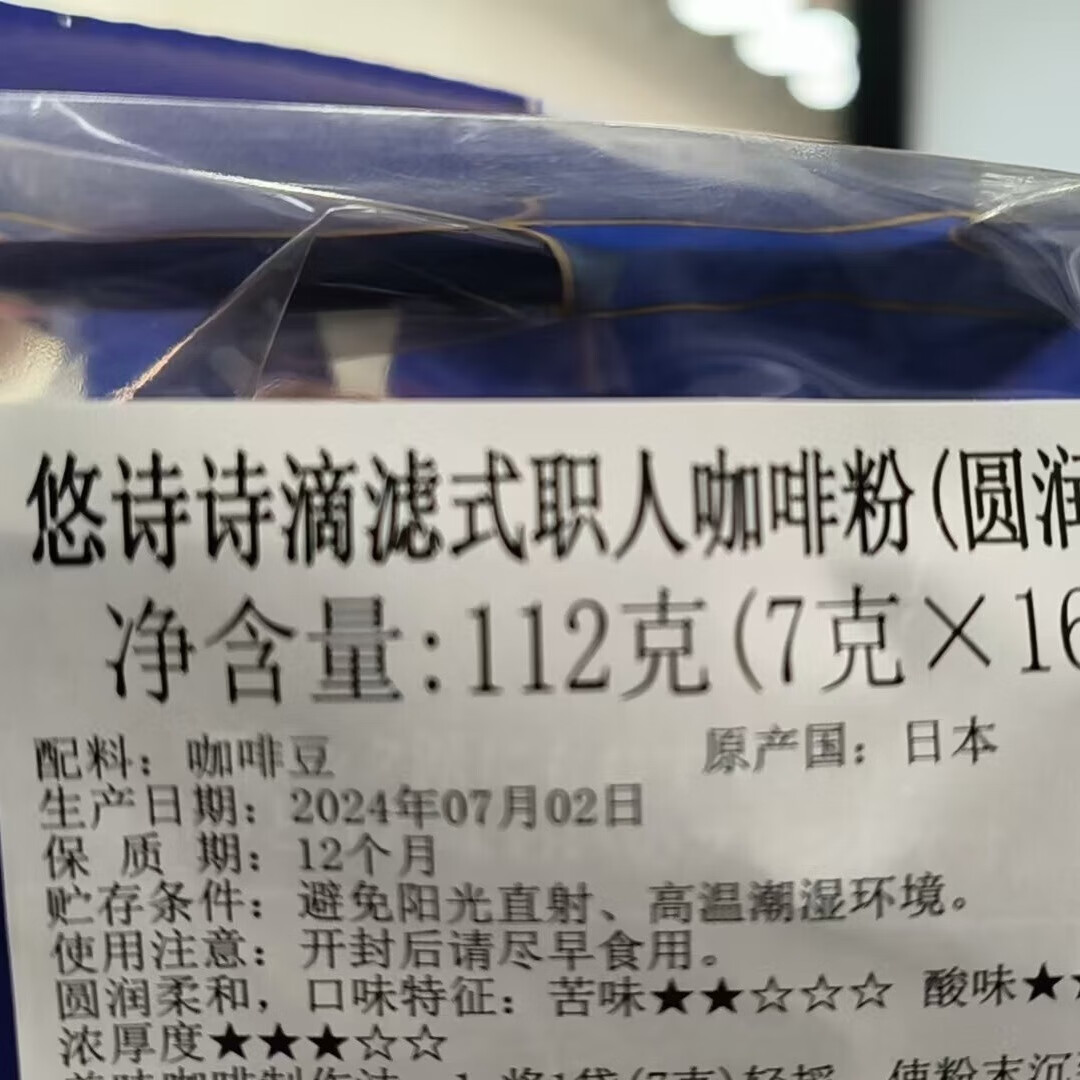 悠诗诗滴滤式职人咖啡粉(圆润
净含量:112克(7克×16
配料: 咖啡豆 原产国: 日本
生产日期: 2024年07月02日
保 质 期: 12个月
贮存条件: 避免阳光直射、高温潮湿环境。
使用注意: 开封后请尽早食用。
圆润柔和, 口味特征: 苦味★★☆☆☆ 酸味★
浓厚度★★★☆☆